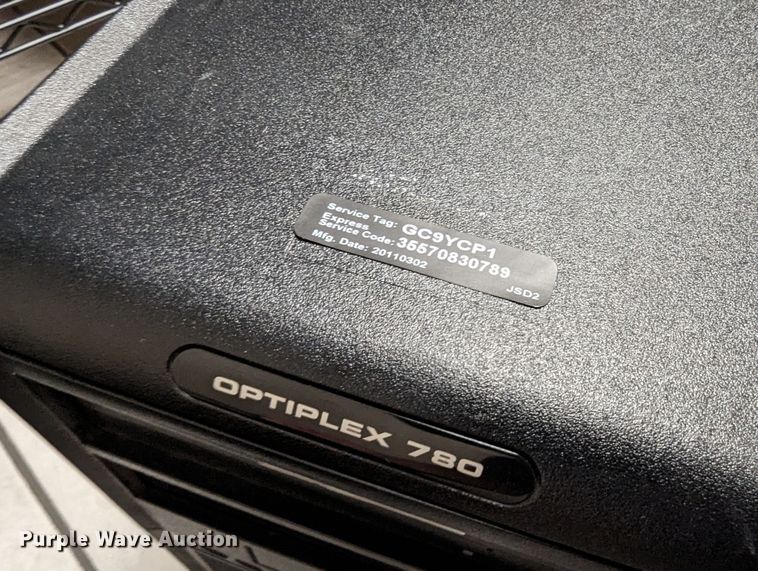 Service Tag: GC9YCP1
Express
Service Code: 35570830789
Mfg. Date: 20110302
JSD2
OPTIPLEX 780
Purple Wave Auction